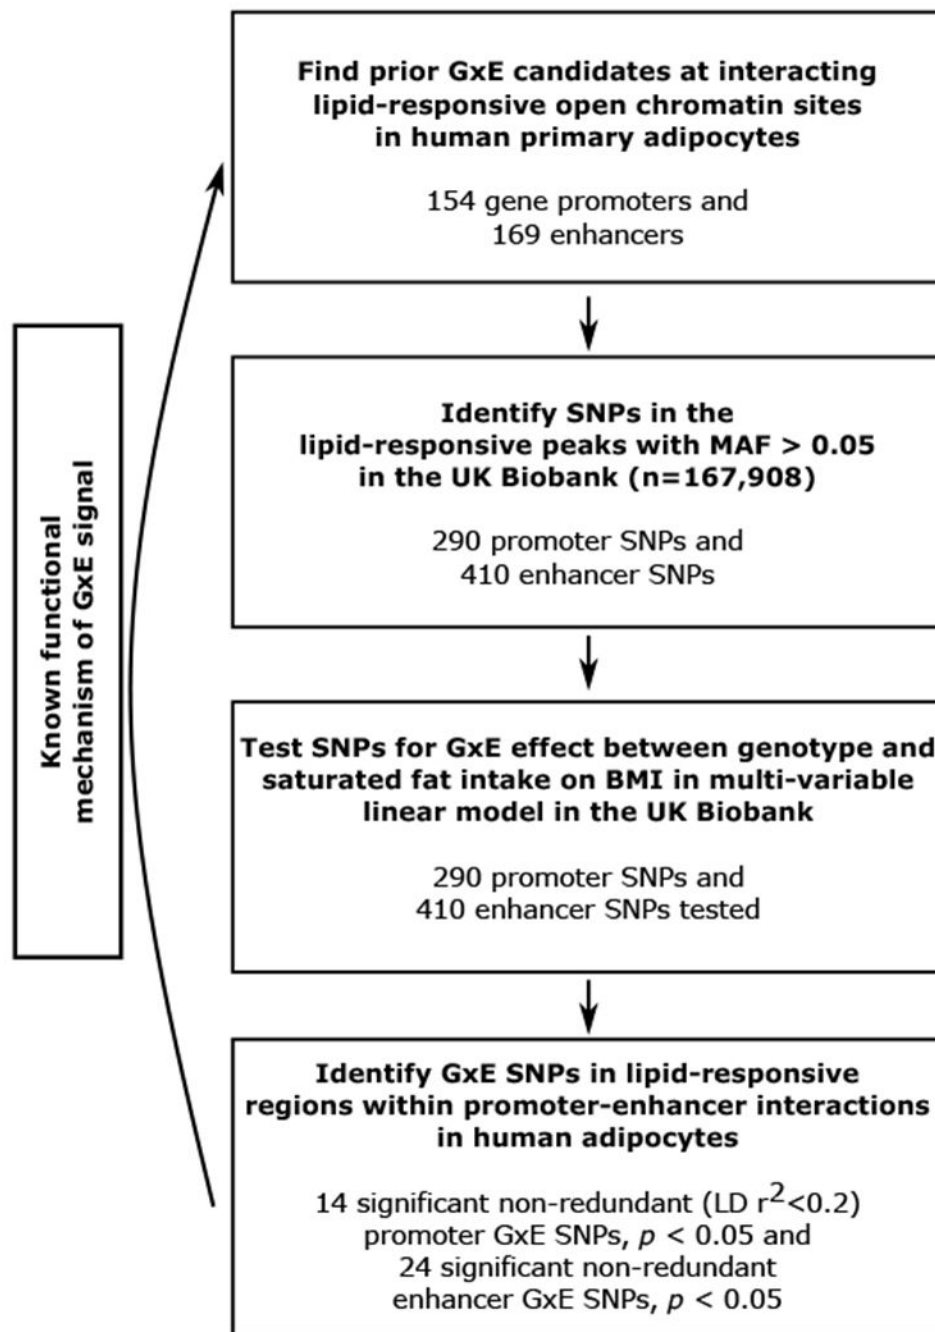 Find prior GxE candidates at interacting
lipid-responsive open chromatin sites
in human primary adipocytes
154 gene promoters and
169 enhancers
Identify SNPs in the
lipid-responsive peaks with MAF > 0.05
in the UK Biobank (n=167,908)
290 promoter SNPs and
410 enhancer SNPs
Known functional
mechanism of GxE signal
Test SNPs for GxE effect between genotype and
saturated fat intake on BMI in multi-variable
linear model in the UK Biobank
290 promoter SNPs and
410 enhancer SNPs tested
Identify GxE SNPs in lipid-responsive
regions within promoter-enhancer interactions
in human adipocytes
14 significant non-redundant (LD r²<0.2)
promoter GxE SNPs, p < 0.05 and
24 significant non-redundant
enhancer GxE SNPs, p < 0.05